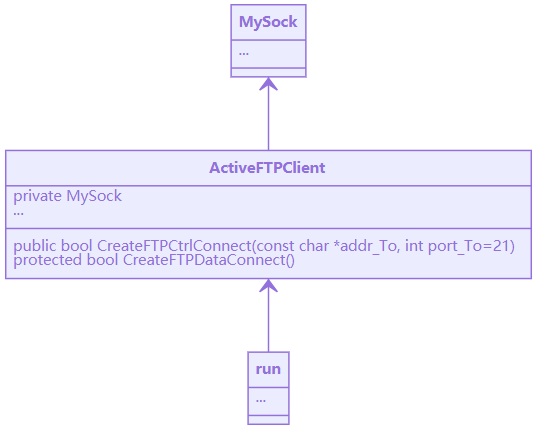 MySock
...
ActiveFTPClient
private MySock
...
public bool CreateFTPCtrlConnect(const char *addr_To, int port_To=21)
protected bool CreateFTPDataConnect()
run
...